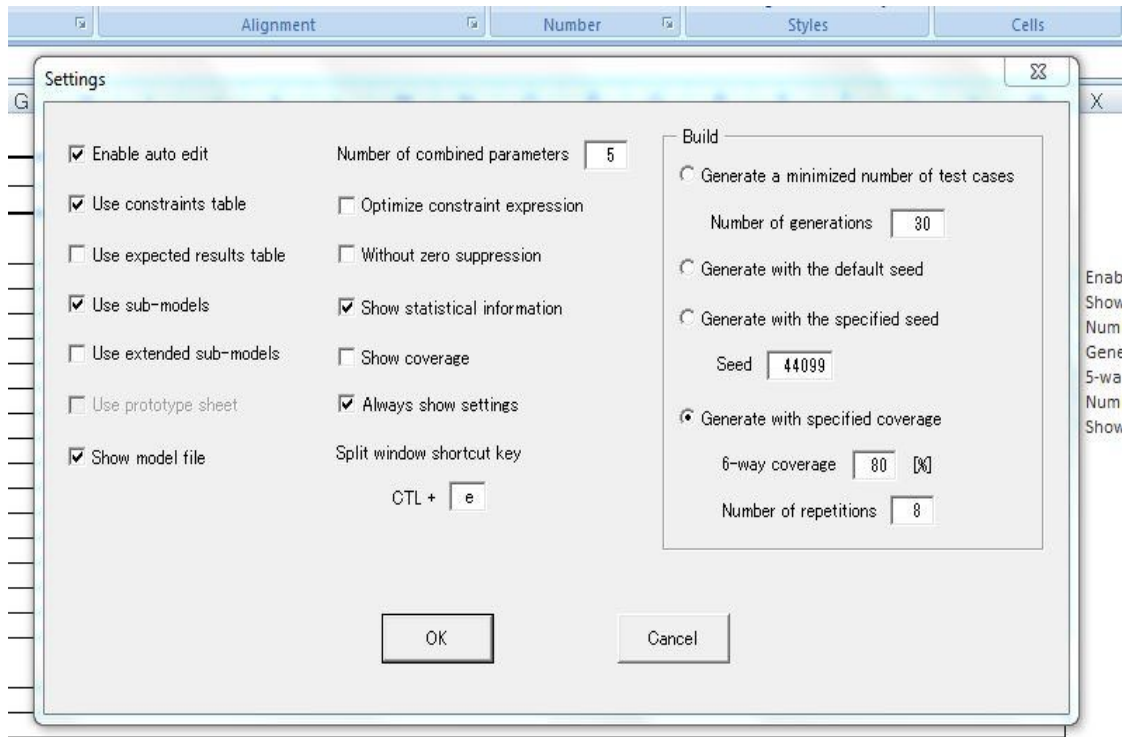 Alignment
Number
Styles
Cells
Settings
G
X
Enable auto edit
Use constraints table
Use expected results table
Use sub-models
Use extended sub-models
Use prototype sheet
Show model file
Number of combined parameters 5
Optimize constraint expression
Without zero suppression
Show statistical information
Show coverage
Always show settings
Split window shortcut key
CTL + e
Build
Generate a minimized number of test cases
Number of generations 30
Generate with the default seed
Generate with the specified seed
Seed 44099
Generate with specified coverage
6-way coverage 80 [%]
Number of repetitions 8
OK
Cancel
Enab
Show
Num
Gene
5-wa
Num
Show